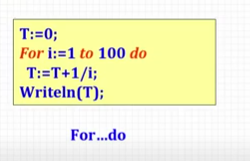 T:=0;
For i:=1 to 100 do
T:=T+1/i;
Writeln(T);
For...do